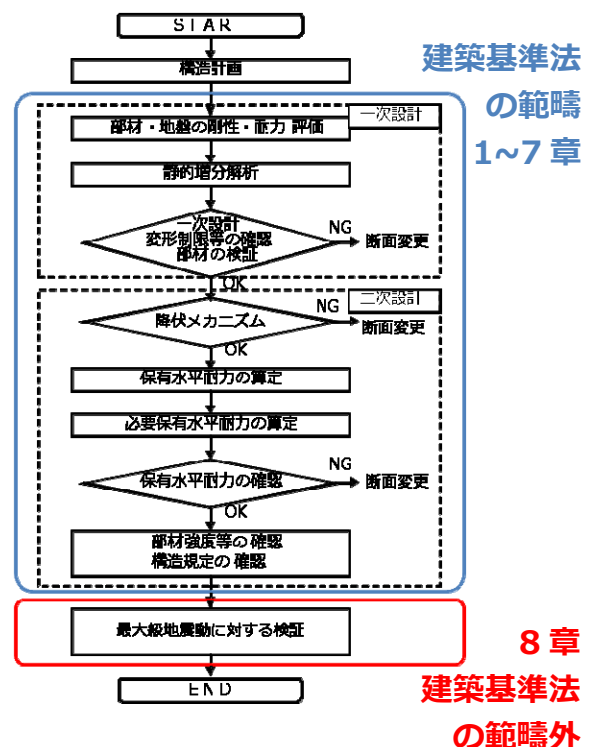 STAR
構造計画
建築基準法
の範疇
1~7 章
一次設計
部材・地盤の剛性・耐力 評価
静的増分解析
一次設計
変形制限等の確認
部材の検証
NG
断面変更
OK
二次設計
降伏メカニズム
NG
断面変更
OK
保有水平耐力の算定
必要保有水平耐力の算定
保有水平耐力の確認
NG
断面変更
OK
部材強度等の 確認
構造規定の 確認
最大級地震動に対する検証
8 章
建築基準法
の範疇外
END